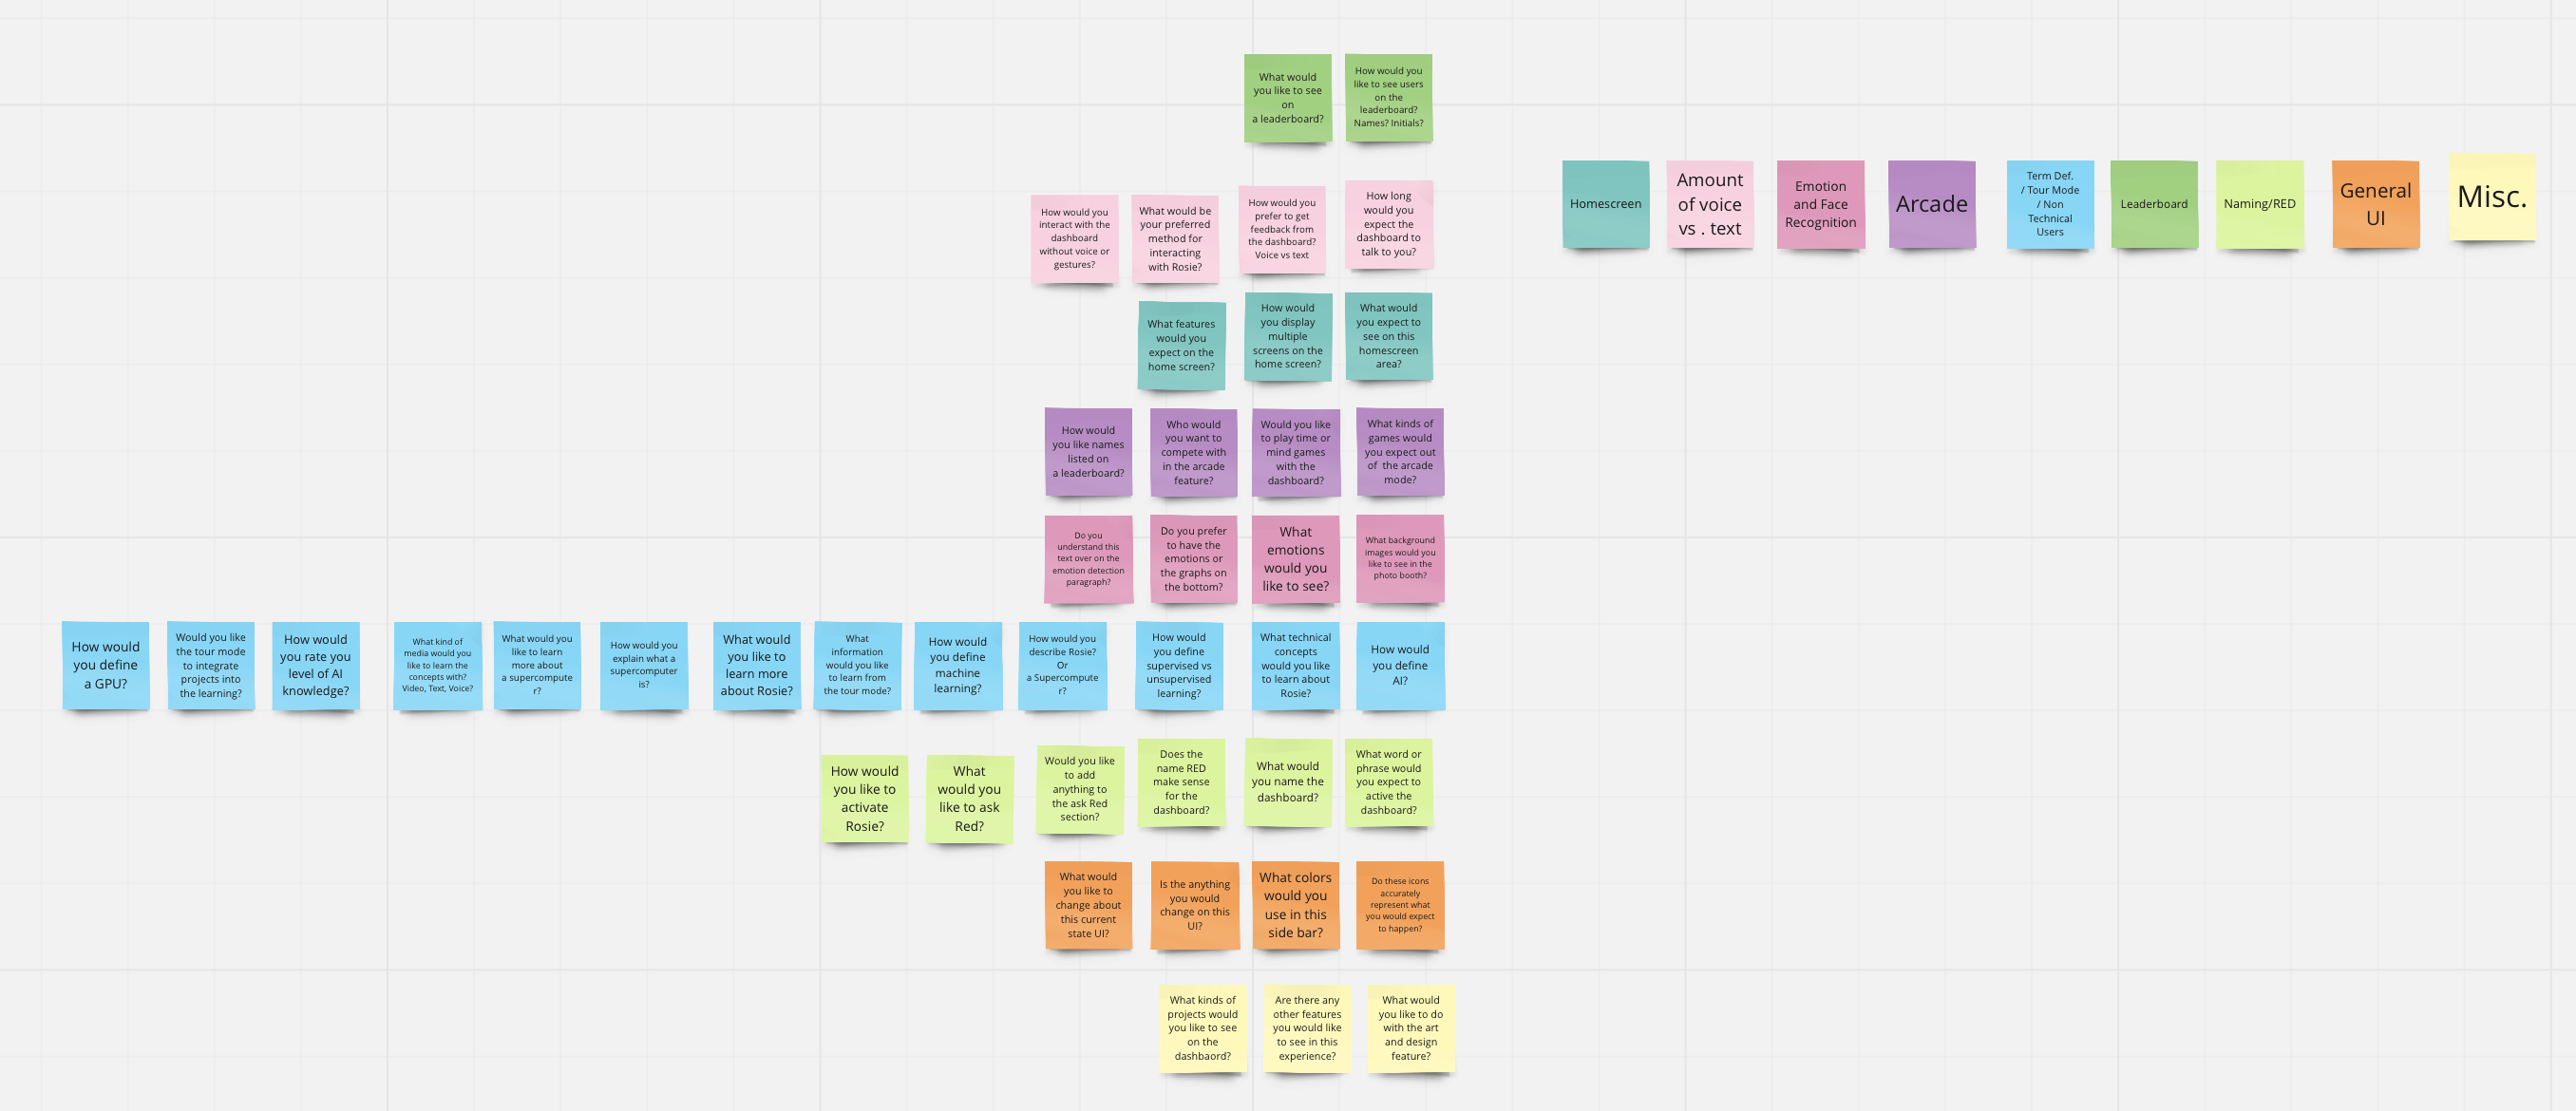 What would
you like to see
on
a leaderboard?
How would you
like to see users
on the
leaderboard?
Names? Initials?
Homescreen
Amount
of voice
vs . text
Emotion
and Face
Recognition
Arcade
Term Def.
/ Tour Mode
/ Non
Technical
Users
Leaderboard
Naming/RED
General
UI
Misc.
How would you
interact with the
dashboard
without voice or
gestures?
What would be
your preferred
method for
interacting
with Rosie?
How would you
prefer to get
feedback from
the dashboard?
Voice vs text
How long
would you
expect the
dashboard to
talk to you?
What features
would you
expect on the
home screen?
How would
you display
multiple
screens on the
home screen?
What would
you expect to
see on this
homescreen
area?
How would
you like names
listed on
a leaderboard?
Who would
you want to
compete with
in the arcade
feature?
Would you like
to play time or
mind games
with the
dashboard?
What kinds of
games would
you expect out
of the arcade
mode?
Do you
understand this
text over on the
emotion detection
paragraph?
Do you prefer
to have the
emotions or
the graphs on
the bottom?
What
emotions
would you
like to see?
What background
images would you
like to see in the
photo booth?
How would
you define
a GPU?
Would you like
the tour mode
to integrate
projects into
the learning?
How would
you rate you
level of AI
knowledge?
What kind of
media would you
like to learn the
concepts with?
Video, Text, Voice?
What would you
like to learn
more about
a supercompute
r?
How would you
explain what a
supercomputer
is?
What would
you like to
learn more
about Rosie?
What
information
would you like
to learn from
the tour mode?
How would
you define
machine
learning?
How would you
describe Rosie?
Or
a Supercompute
r?
How would
you define
supervised vs
unsupervised
learning?
What technical
concepts
would you like
to learn about
Rosie?
How would
you define
AI?
How would
you like to
activate
Rosie?
What
would you
like to ask
Red?
Would you like
to add
anything to
the ask Red
section?
Does the
name RED
make sense
for the
dashboard?
What would
you name the
dashboard?
What word or
phrase would
you expect to
active the
dashboard?
What would
you like to
change about
this current
state UI?
Is the anything
you would
change on this
UI?
What colors
would you
use in this
side bar?
Do these icons
accurately
represent what
you would expect
to happen?
What kinds of
projects would
you like to see
on the
dashbaord?
Are there any
other features
you would like
to see in this
experience?
What would
you like to do
with the art
and design
feature?